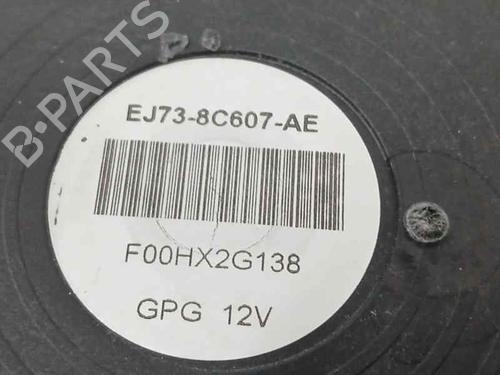 B-PARTS
EJ73-8C607-AE
F00HX2G138
GPG 12V